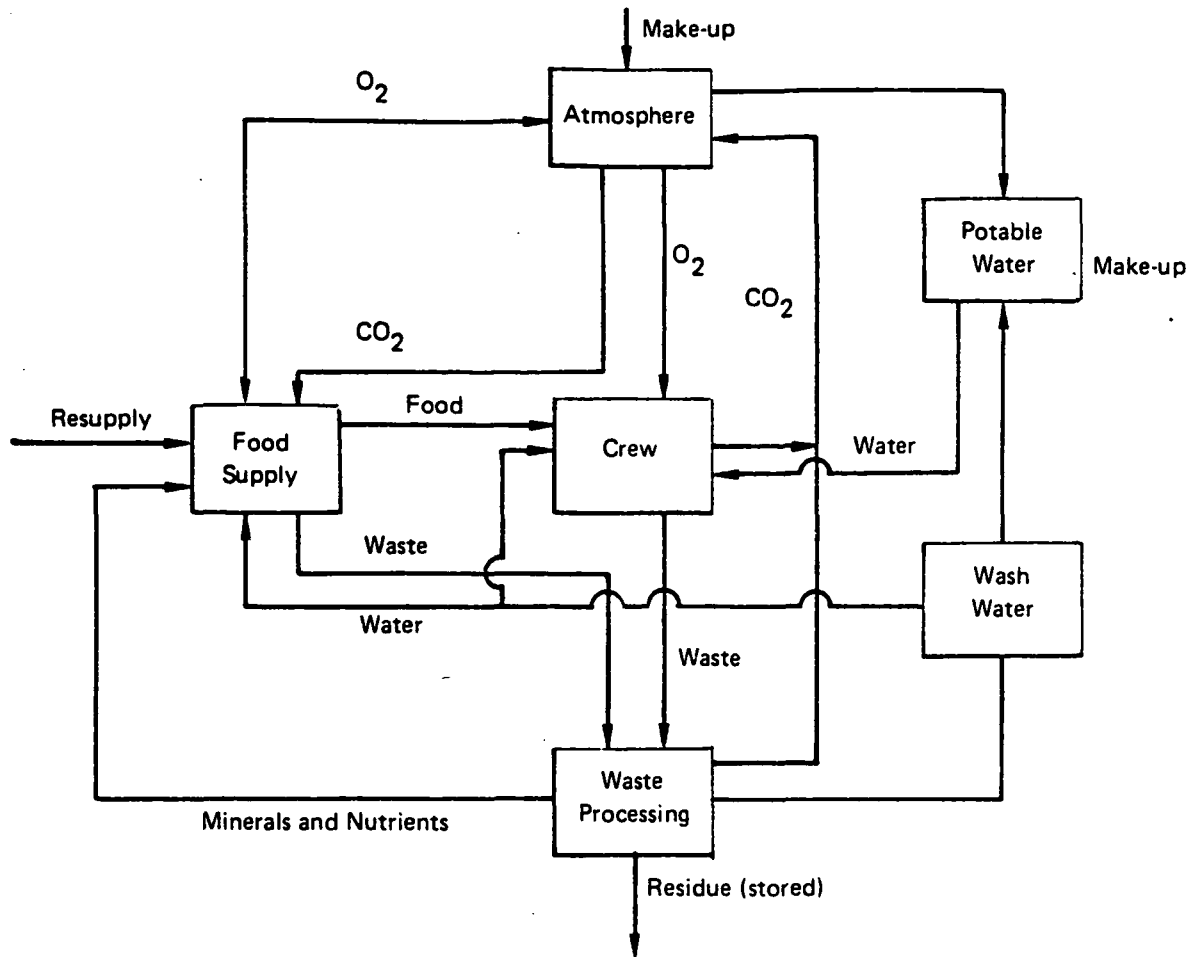 Make-up
O2
Atmosphere
Potable
Water
Make-up
O2
CO2
CO2
Resupply
Food
Food
Supply
Crew
Water
Waste
Wash
Water
Water
Waste
Waste
Processing
Minerals and Nutrients
Residue (stored)